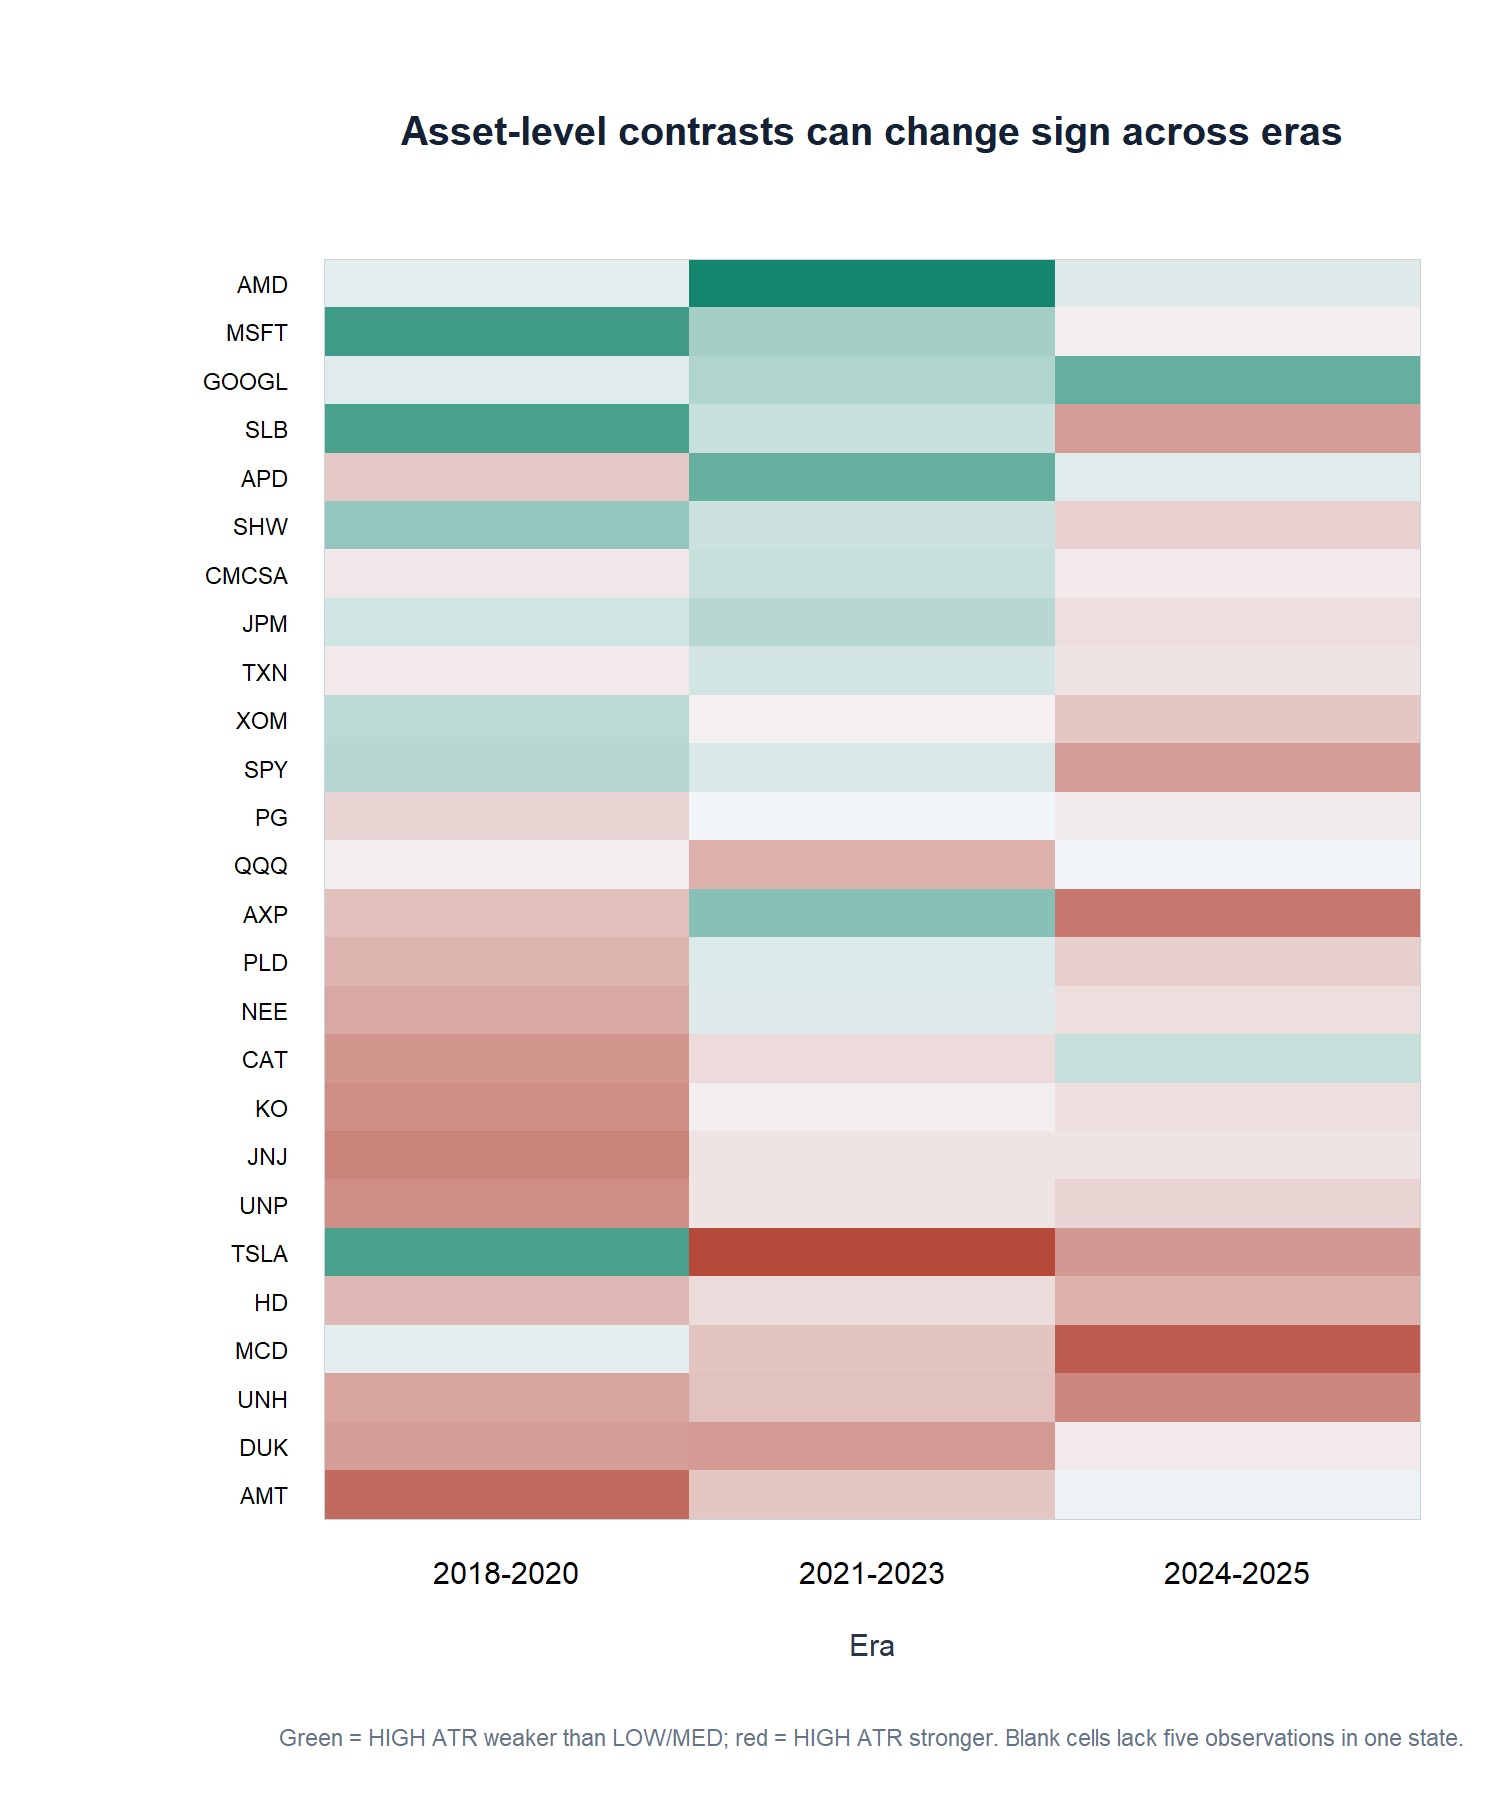 Asset-level contrasts can change sign across eras
AMD
MSFT
GOOGL
SLB
APD
SHW
CMCSA
JPM
TXN
XOM
SPY
PG
QQQ
AXP
PLD
NEE
CAT
KO
JNJ
UNP
TSLA
HD
MCD
UNH
DUK
AMT
2018-2020 2021-2023 2024-2025
Era
Green = HIGH ATR weaker than LOW/MED; red = HIGH ATR stronger. Blank cells lack five observations in one state.